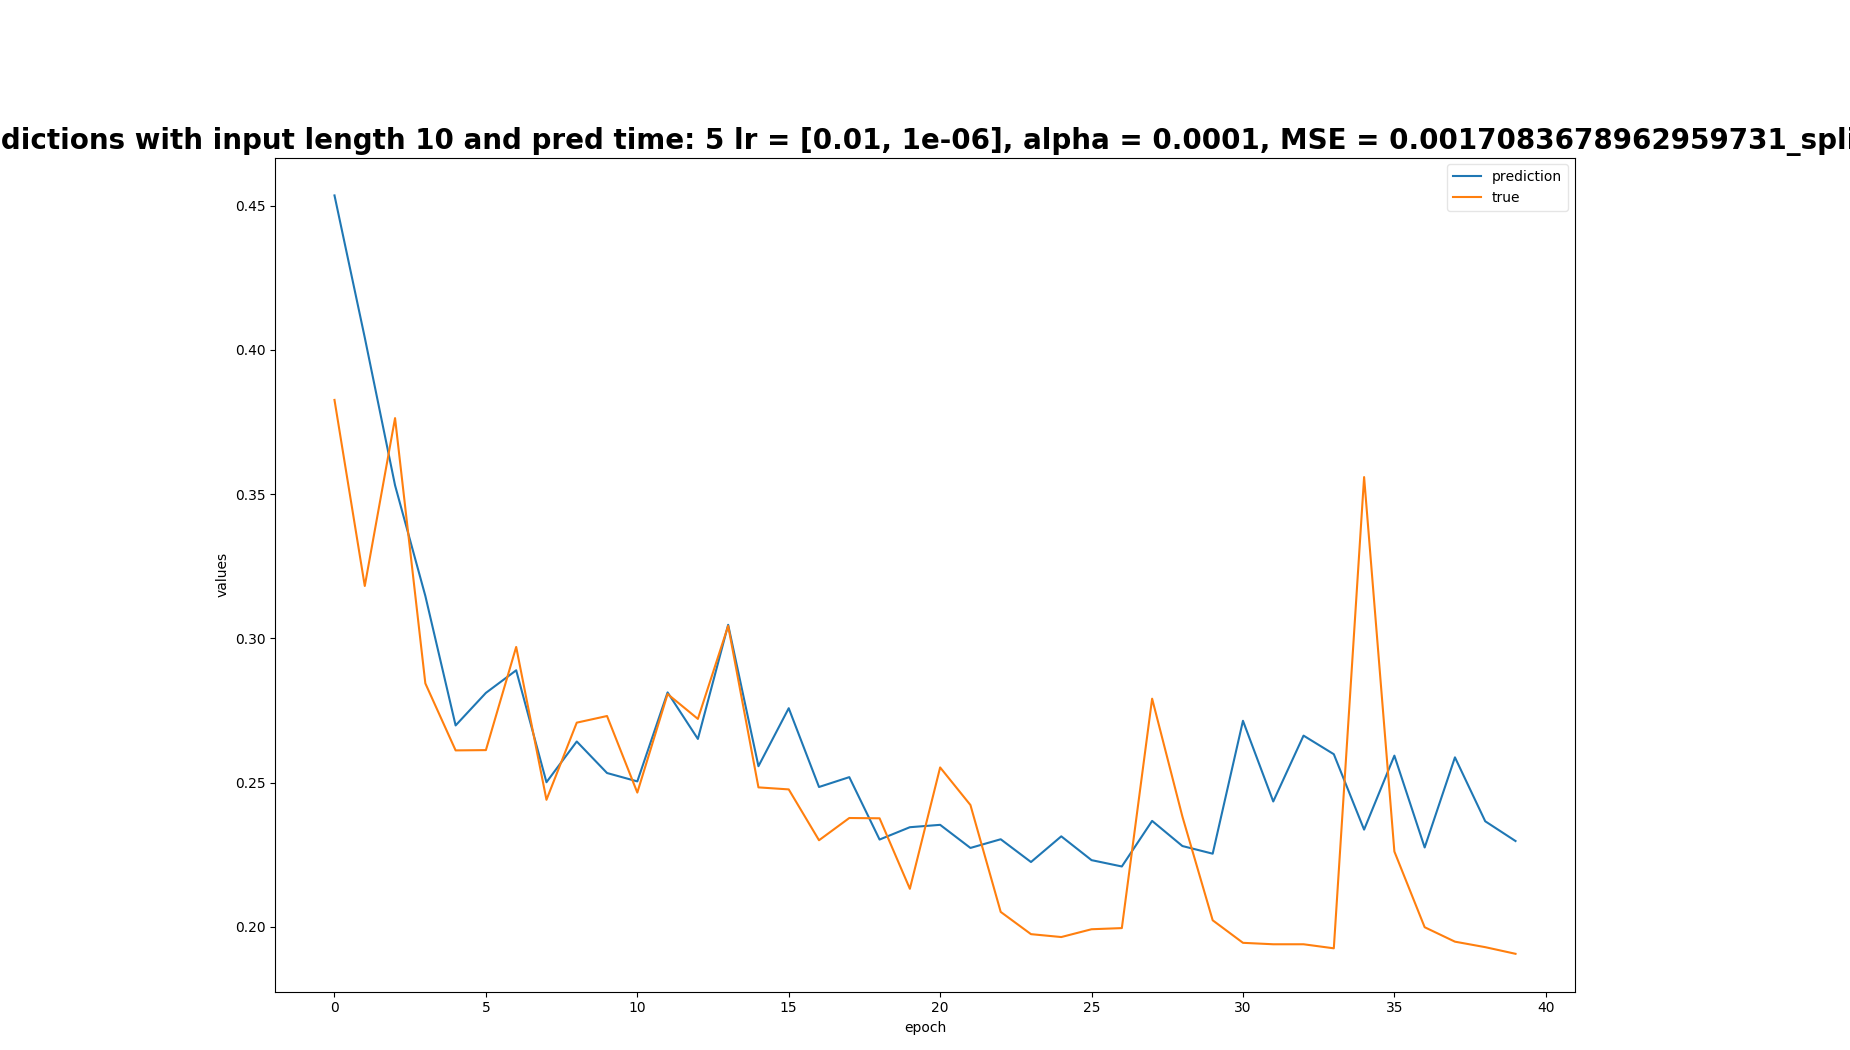 dictions with input length 10 and pred time: 5 lr = [0.01, 1e-06], alpha = 0.0001, MSE = 0.0017083678962959731_spli
prediction
true
0.45
0.40
0.35
0.30
0.25
0.20
values
0 5 10 15 20 25 30 35 40
epoch